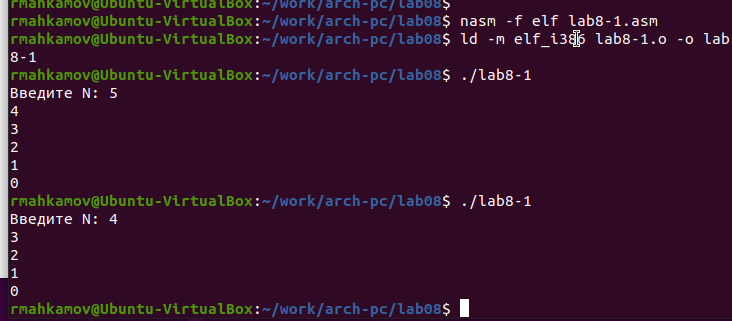 rmahkamov@Ubuntu-VirtualBox:~/work/arch-pc/lab08$
rmahkamov@Ubuntu-VirtualBox:~/work/arch-pc/lab08$ nasm -f elf lab8-1.asm
rmahkamov@Ubuntu-VirtualBox:~/work/arch-pc/lab08$ ld -m elf_i386 lab8-1.o -o lab
8-1
rmahkamov@Ubuntu-VirtualBox:~/work/arch-pc/lab08$ ./lab8-1
Введите N: 5
4
3
2
1
0
rmahkamov@Ubuntu-VirtualBox:~/work/arch-pc/lab08$ ./lab8-1
Введите N: 4
3
2
1
0
rmahkamov@Ubuntu-VirtualBox:~/work/arch-pc/lab08$